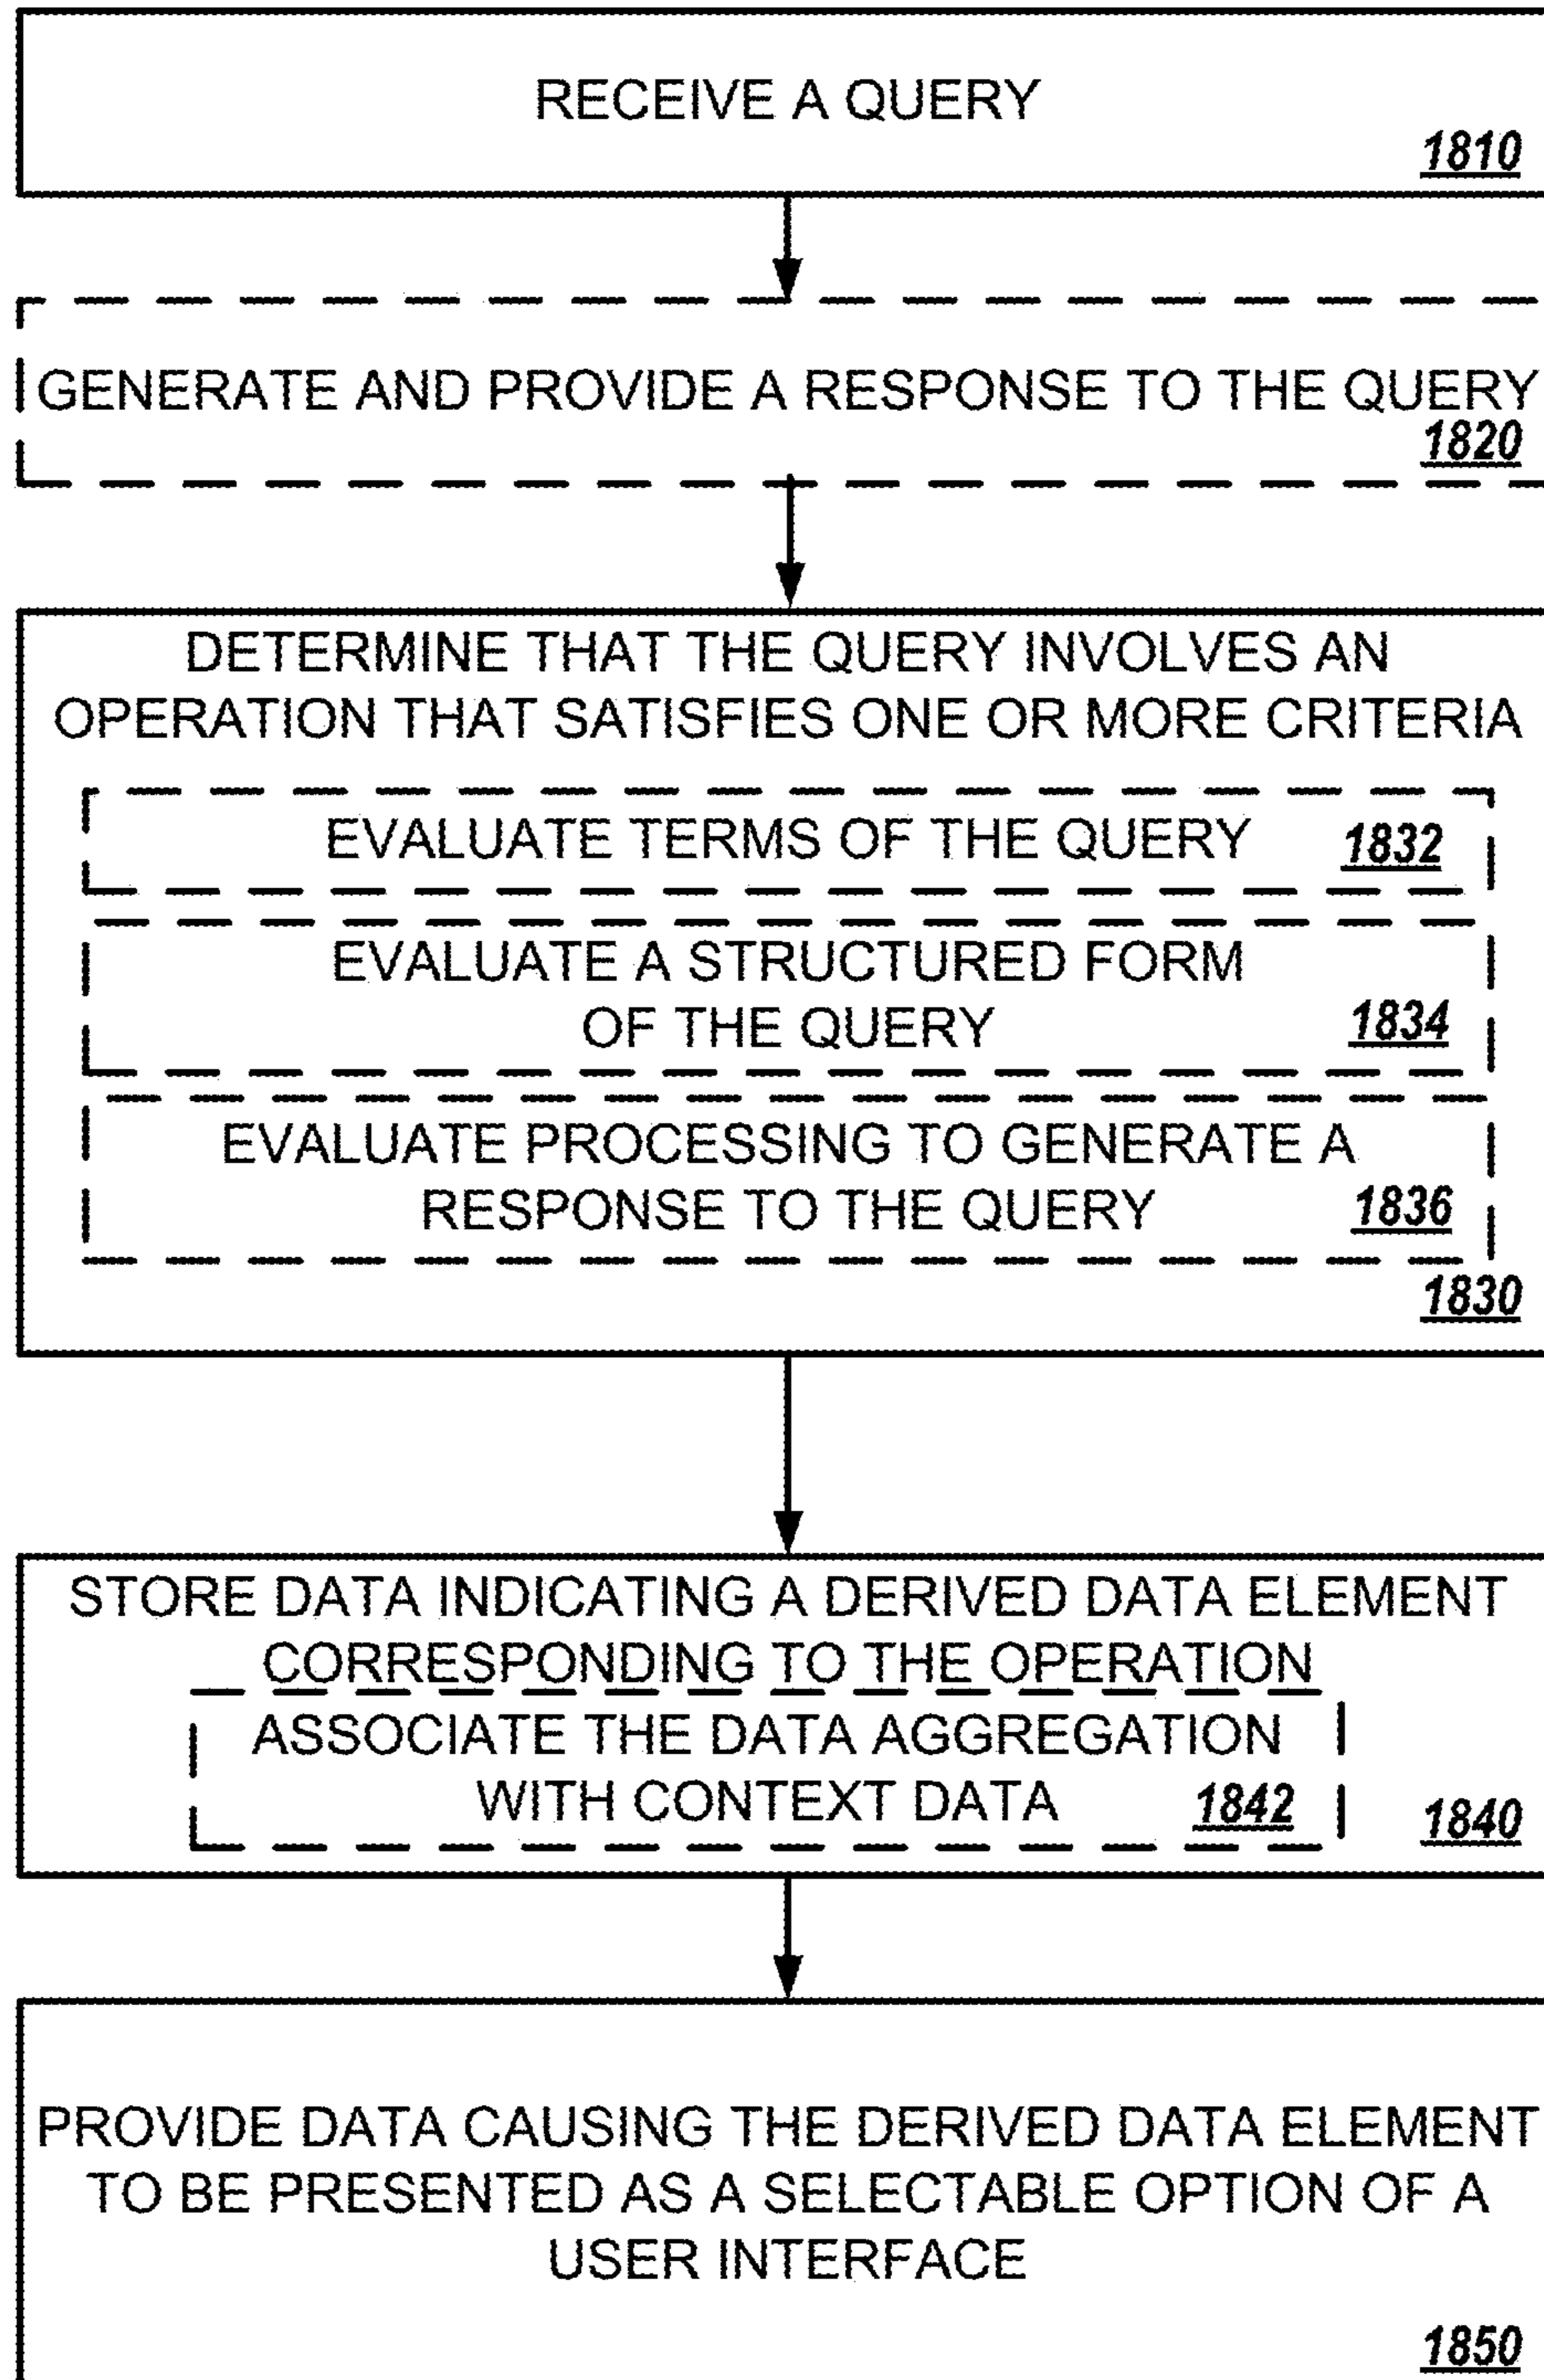 RECEIVE A QUERY
1810
GENERATE AND PROVIDE A RESPONSE TO THE QUERY
1820
DETERMINE THAT THE QUERY INVOLVES AN
OPERATION THAT SATISFIES ONE OR MORE CRITERIA
EVALUATE TERMS OF THE QUERY 1832
EVALUATE A STRUCTURED FORM
OF THE QUERY 1834
EVALUATE PROCESSING TO GENERATE A
RESPONSE TO THE QUERY 1836
1830
STORE DATA INDICATING A DERIVED DATA ELEMENT
CORRESPONDING TO THE OPERATION
ASSOCIATE THE DATA AGGREGATION
WITH CONTEXT DATA 1842 1840
PROVIDE DATA CAUSING THE DERIVED DATA ELEMENT
TO BE PRESENTED AS A SELECTABLE OPTION OF A
USER INTERFACE
1850